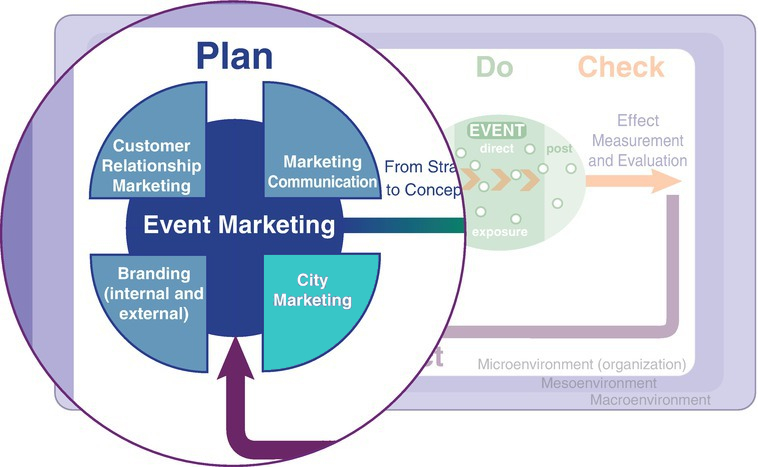 Plan
Do
Check
Customer
Relationship
Marketing
Marketing
Communication
Event Marketing
Branding
(internal and
external)
City
Marketing
From Stra
to Concep
EVENT
direct
post
exposure
Effect
Measurement
and Evaluation
ct
Microenvironment (organization)
Mesoenvironment
Macroenvironment